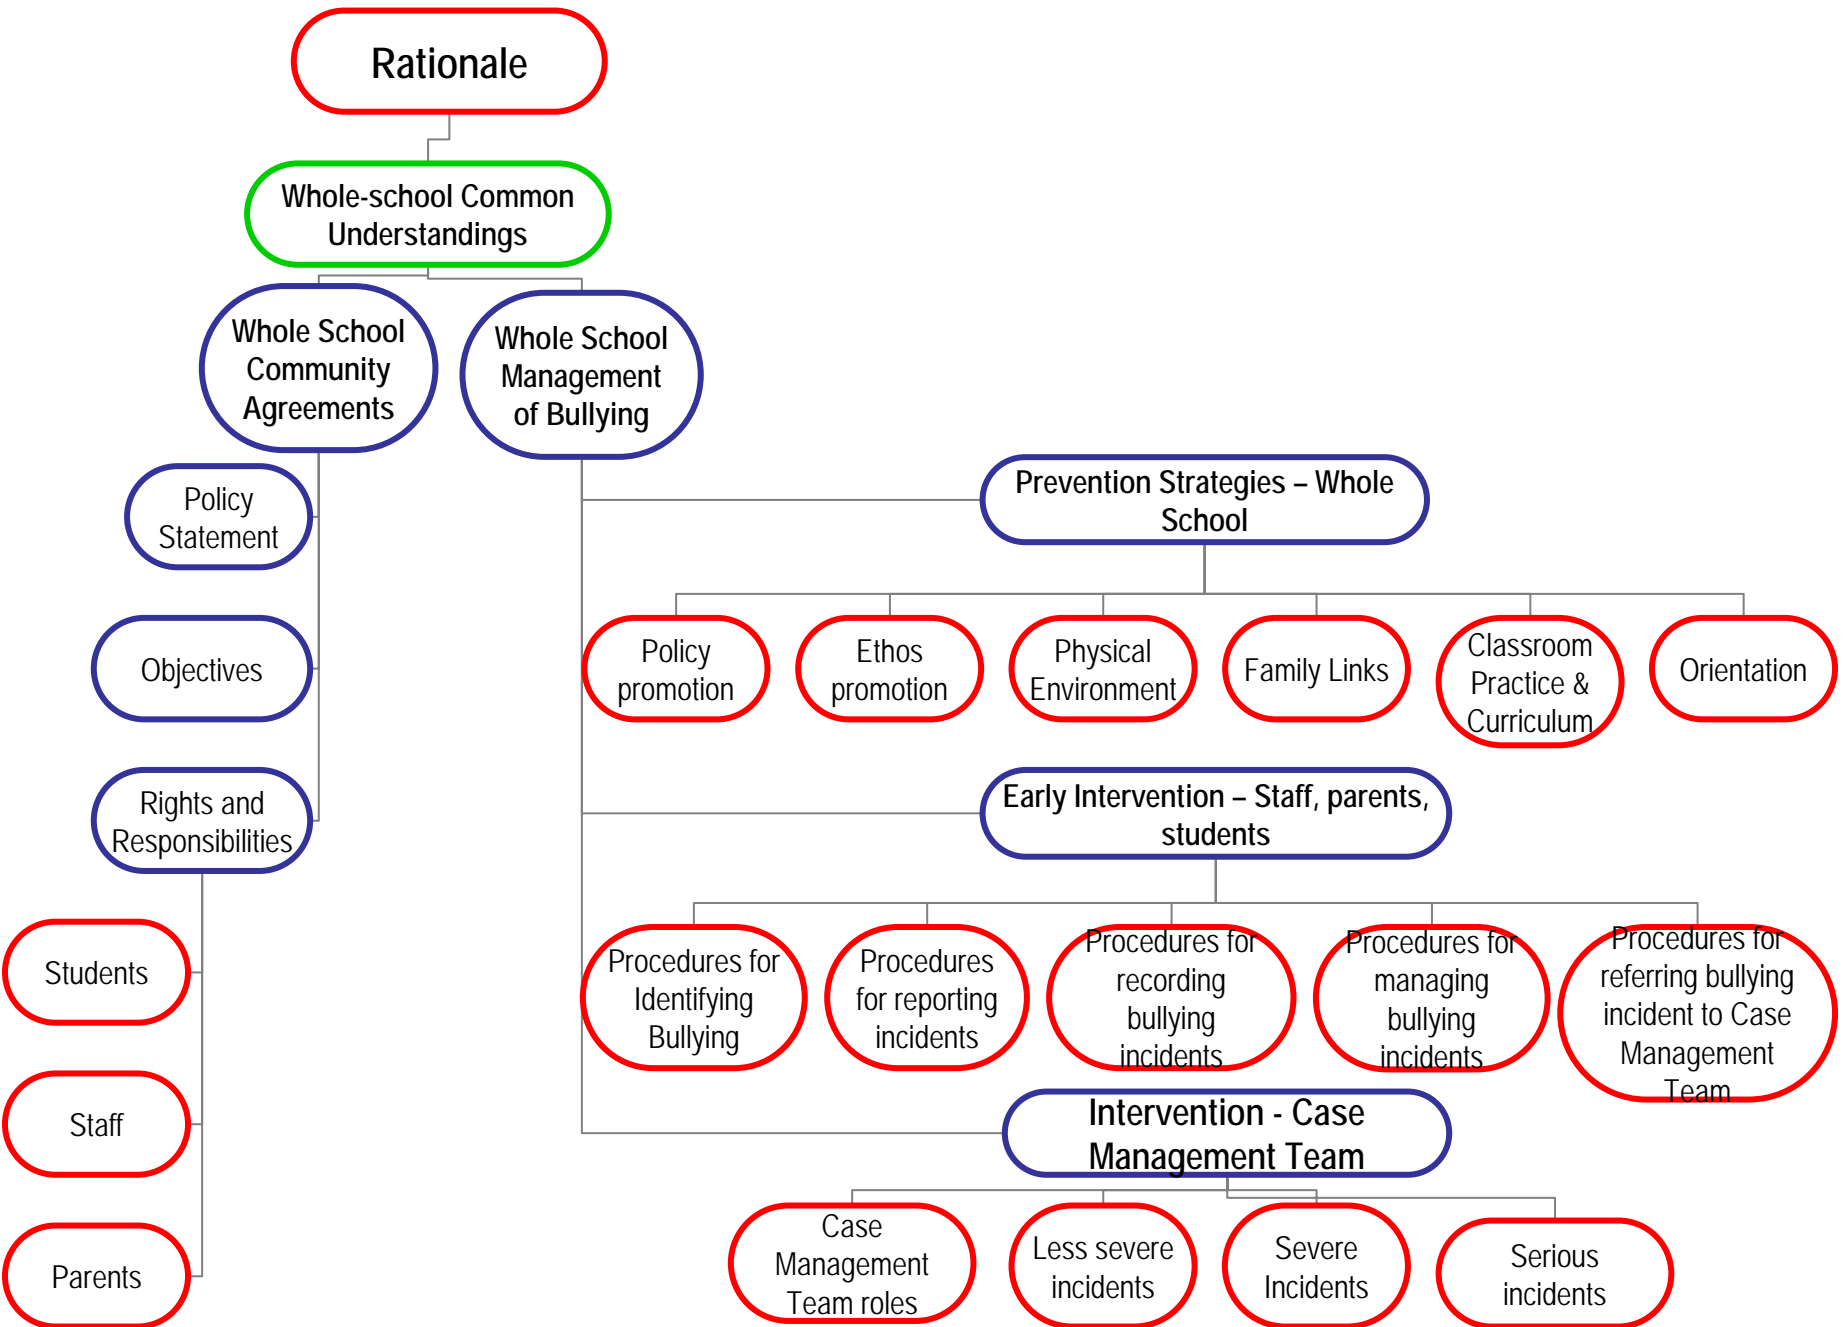 Rationale
Whole-school Common
Understandings
Whole School
Community
Agreements
Whole School
Management
of Bullying
Policy
Statement
Objectives
Rights and
Responsibilities
Students
Staff
Parents
Prevention Strategies – Whole
School
Policy
promotion
Ethos
promotion
Physical
Environment
Family Links
Classroom
Practice &
Curriculum
Orientation
Early Intervention – Staff, parents,
students
Procedures for
Identifying
Bullying
Procedures
for reporting
incidents
Procedures for
recording
bullying
incidents
Procedures for
managing
bullying
incidents
Procedures for
referring bullying
incident to Case
Management
Team
Intervention - Case
Management Team
Case
Management
Team roles
Less severe
incidents
Severe
Incidents
Serious
incidents